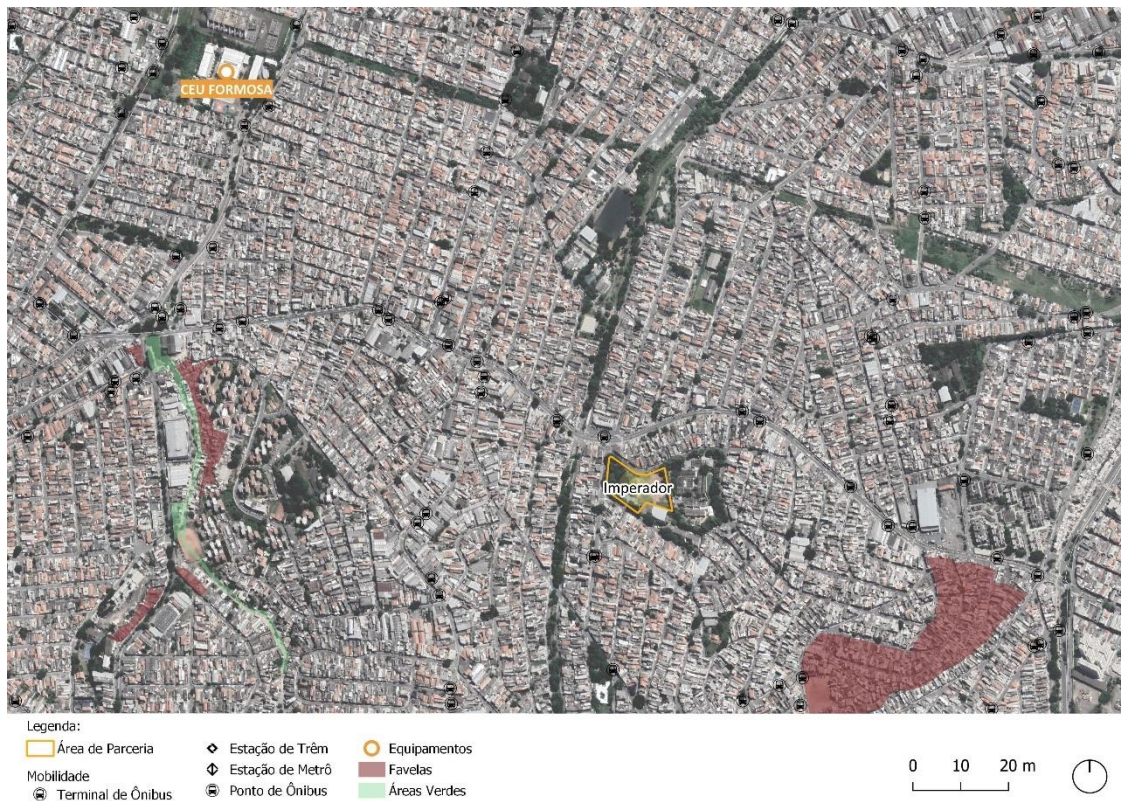 CEU FORMOSA
Imperador
Legenda:
Área de Parceria
Estação de Trêm
Equipamentos
Mobilidade
Estação de Metrô
Favelas
Terminal de Ônibus
Ponto de Ônibus
Áreas Verdes
0 10 20 m